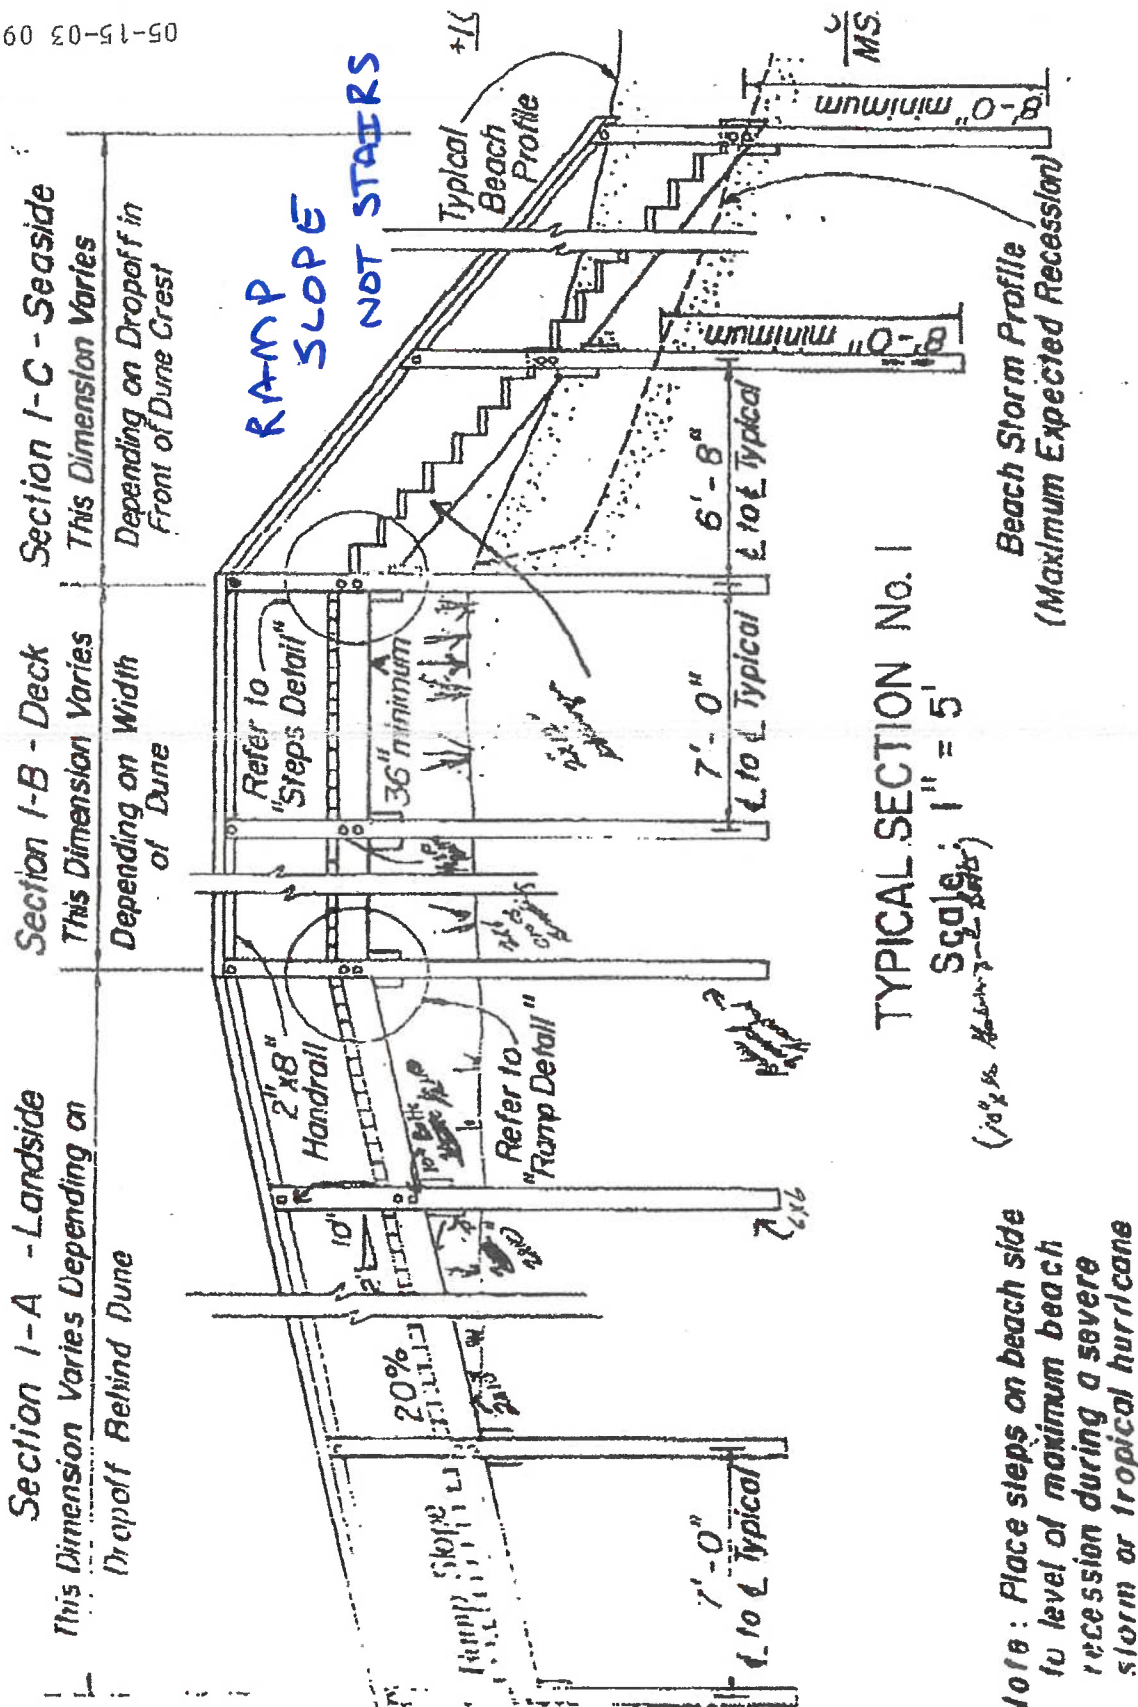 05-15-03 09
Section 1-A - Landside
This Dimension Varies Depending on
Dropoff Behind Dune
Section 1-B - Deck
This Dimension Varies
Depending on Width
of Dune
Section 1-C - Seaside
This Dimension Varies
Depending on Dropoff in
Front of Dune Crest
RAMP
SLOPE
NOT STAIRS
Typical
Beach
Profile
MS.
2"x8"
Handrail
Refer to
"Steps Detail"
36" minimum
Refer to
"Ramp Detail"
10"
2"
20%
Ramp Slope
6x6
7'-0"
℄ to ℄ Typical
7'-0"
℄ to ℄ Typical
6'-8"
℄ to ℄ Typical
8'-0" minimum
8'-0" minimum
Beach Storm Profile
(Maximum Expected Recession)
TYPICAL SECTION No. 1
Scale: 1" = 5'
Note: Place steps on beach side
to level of maximum beach
recession during a severe
storm or tropical hurricane